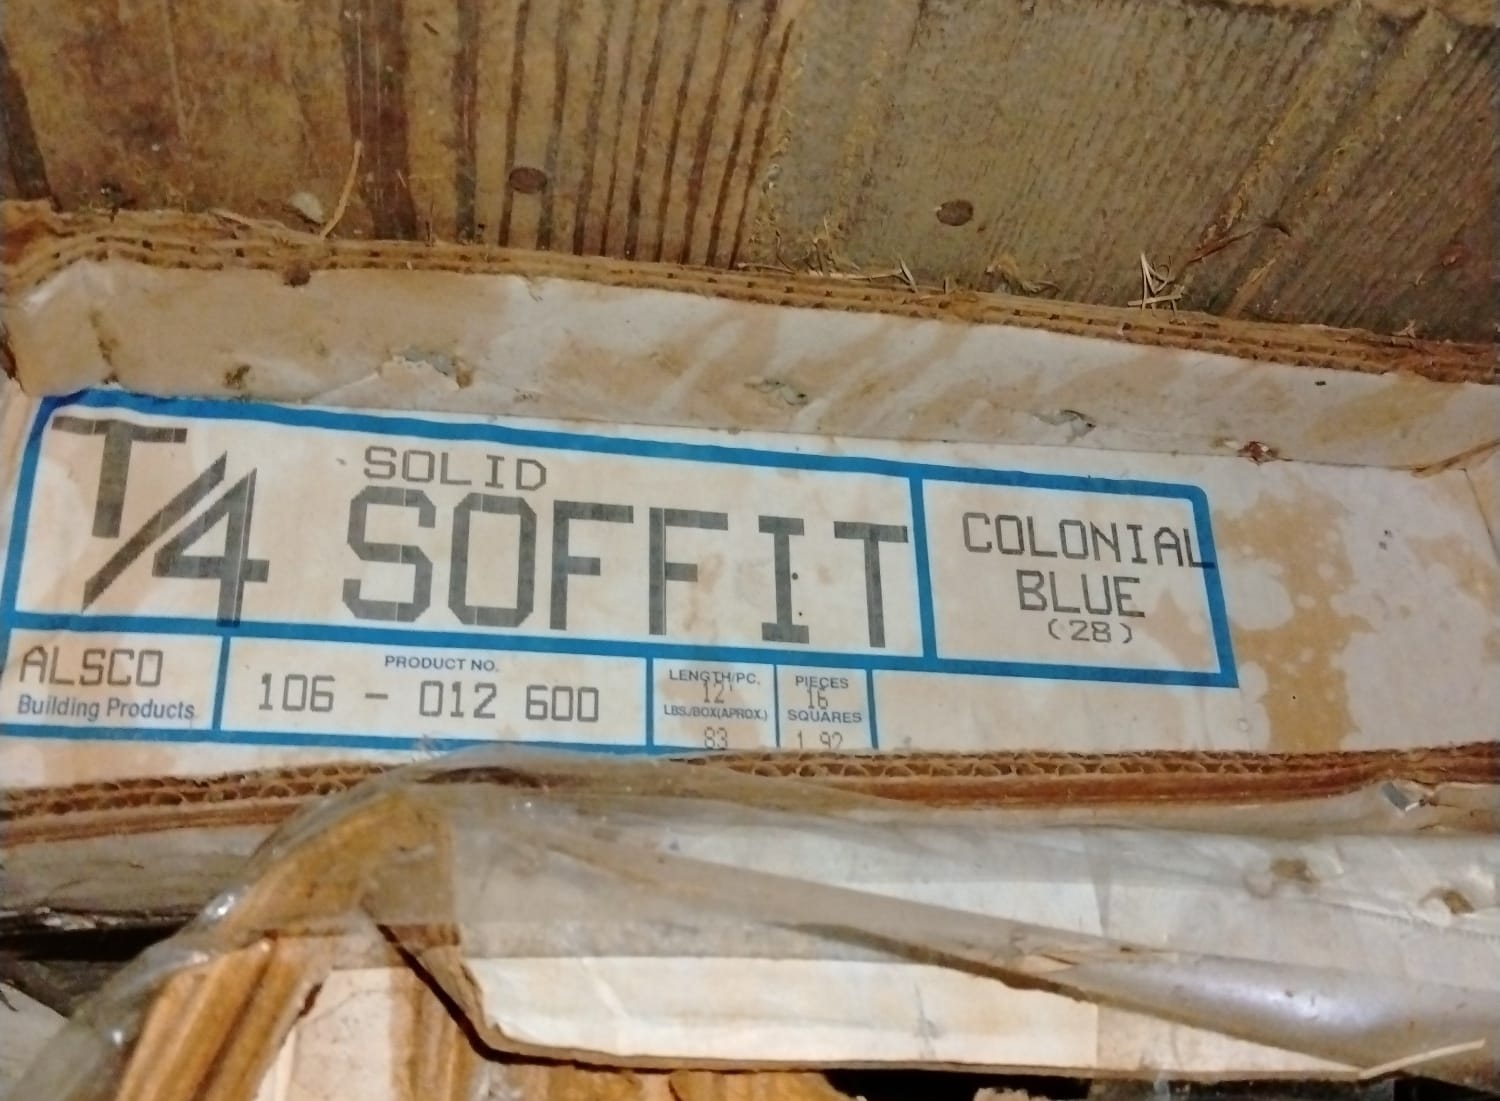 T/4 SOLID
SOFFIT
COLONIAL
BLUE
(28)
ALSCO
Building Products
PRODUCT NO.
106 - 012 600
LENGTH/PC.
12'
LBS./BOX(APROX.)
83
PIECES
16
SQUARES
1.92